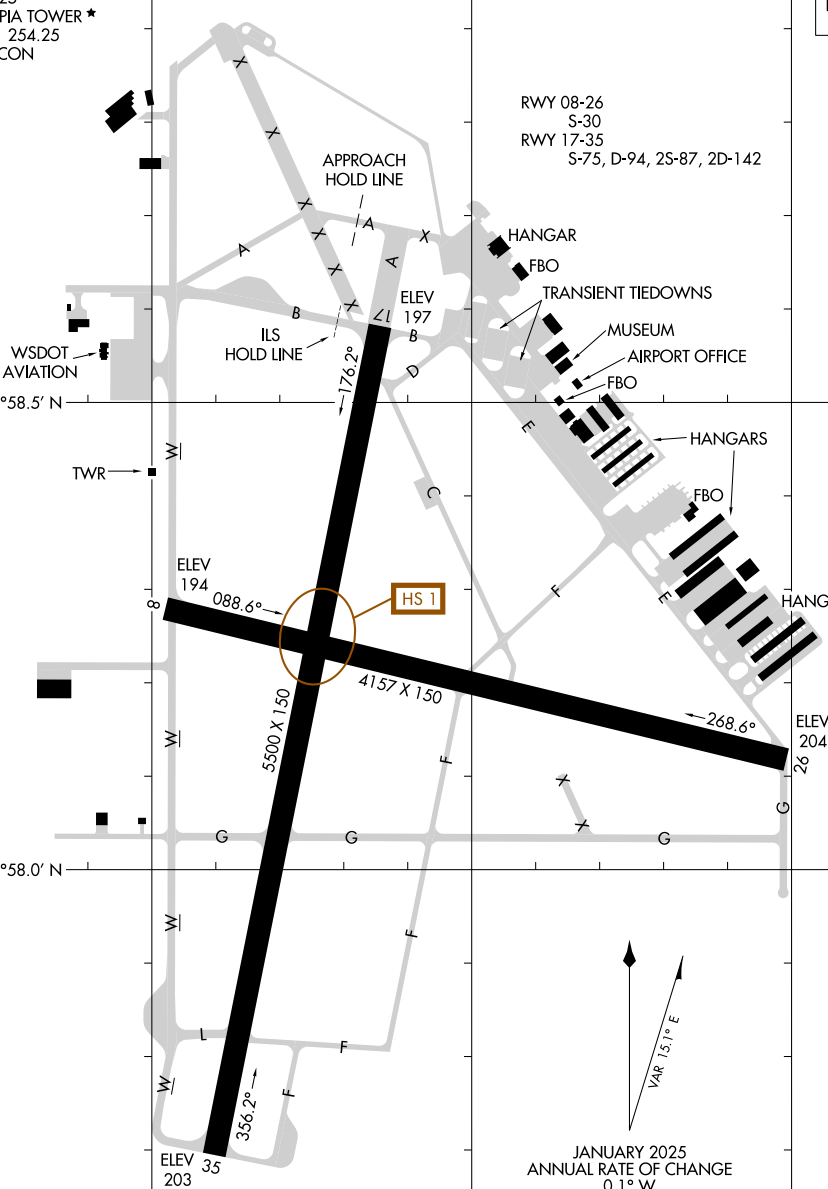 PIA TOWER ★
254.25
CON
RWY 08-26
S-30
RWY 17-35
S-75, D-94, 2S-87, 2D-142
X
X
APPROACH
HOLD LINE
X
A
X
X
HANGAR
A
A
FBO
X
TRANSIENT TIEDOWNS
ELEV
197
X
B
17
B
MUSEUM
ILS
HOLD LINE
WSDOT
AVIATION
AIRPORT OFFICE
176.2°
D
FBO
°58.5' N
E
W
HANGARS
TWR
C
FBO
ELEV
194
F
E
HANG
8
088.6°
HS 1
4157 X 150
5500 X 150
268.6°
ELEV
204
W
F
26
X
G
X
G
G
G
°58.0' N
W
F
L
F
VAR 15.1° E
W
F
356.2°
JANUARY 2025
ANNUAL RATE OF CHANGE
0.1° W
ELEV
203
35